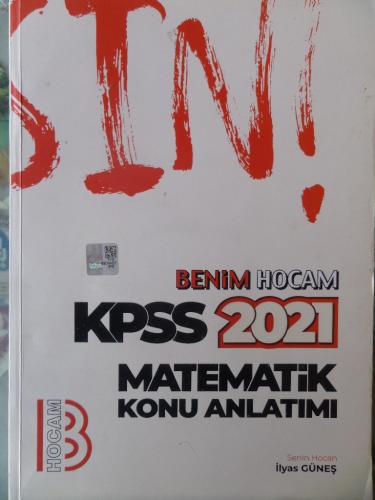 SIN!
BENiM HOCAM
KPSS 2021
MATEMATiK
KONU ANLATIMI
B HOCAM
Senin Hocan
İlyas GÜNEŞ